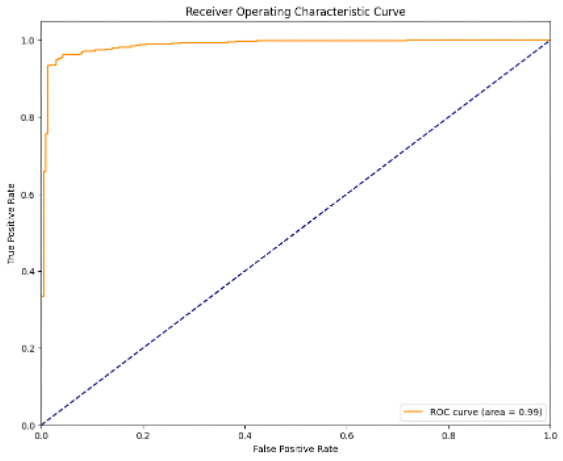 Receiver Operating Characteristic Curve
1.0
0.8
0.6
0.4
0.2
0.0
True Positive Rate
0.0 0.2 0.4 0.6 0.8 1.0
False Positive Rate
ROC curve (area = 0.99)